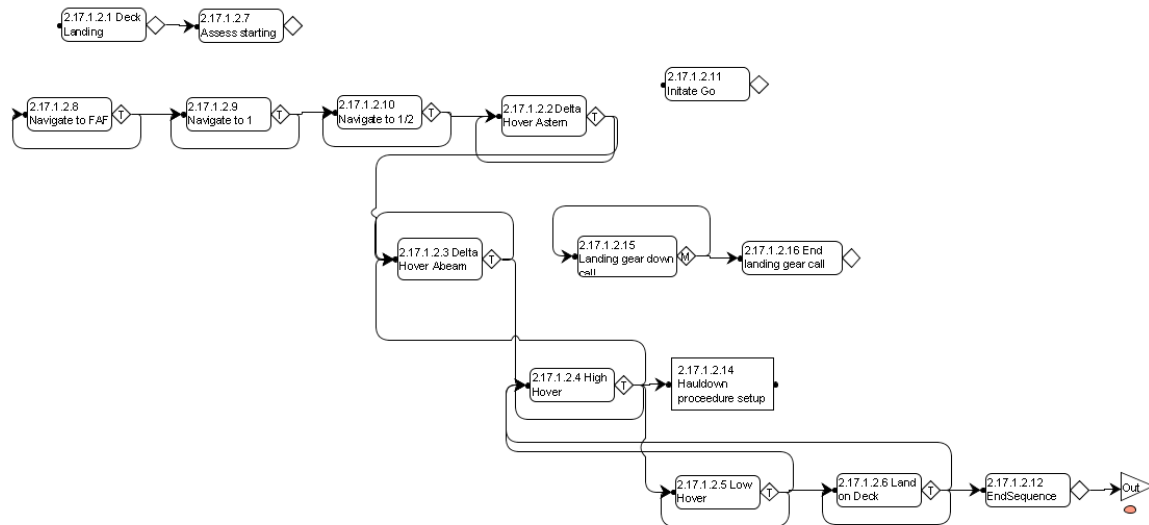 2.17.1.2.1 Deck
Landing
2.17.1.2.7
Assess starting
2.17.1.2.11
Initate Go
2.17.1.2.8
Navigate to FAF
T
2.17.1.2.9
Navigate to 1
T
2.17.1.2.10
Navigate to 1/2
T
2.17.1.2.2 Delta
Hover Astern
T
2.17.1.2.3 Delta
Hover Abeam
T
2.17.1.2.15
Landing gear down
call
M
2.17.1.2.16 End
landing gear call
2.17.1.2.4 High
Hover
T
2.17.1.2.14
Hauldown
proceedure setup
2.17.1.2.5 Low
Hover
T
2.17.1.2.6 Land
on Deck
T
2.17.1.2.12
EndSequence
Out